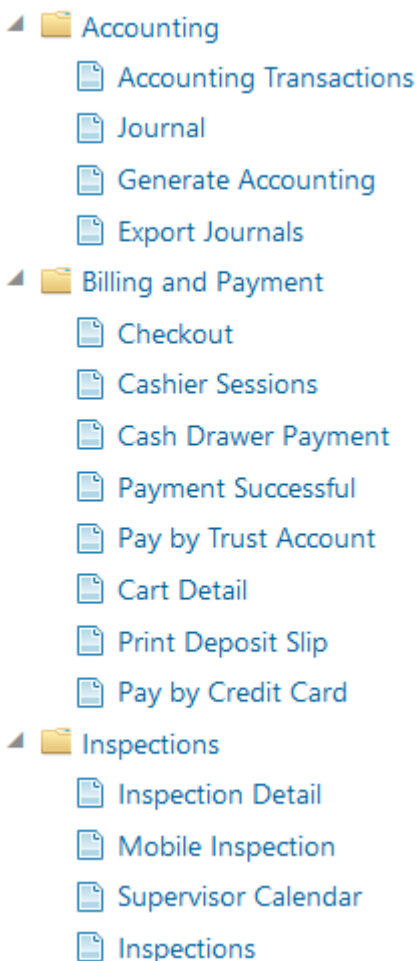 Accounting
Accounting Transactions
Journal
Generate Accounting
Export Journals
Billing and Payment
Checkout
Cashier Sessions
Cash Drawer Payment
Payment Successful
Pay by Trust Account
Cart Detail
Print Deposit Slip
Pay by Credit Card
Inspections
Inspection Detail
Mobile Inspection
Supervisor Calendar
Inspections